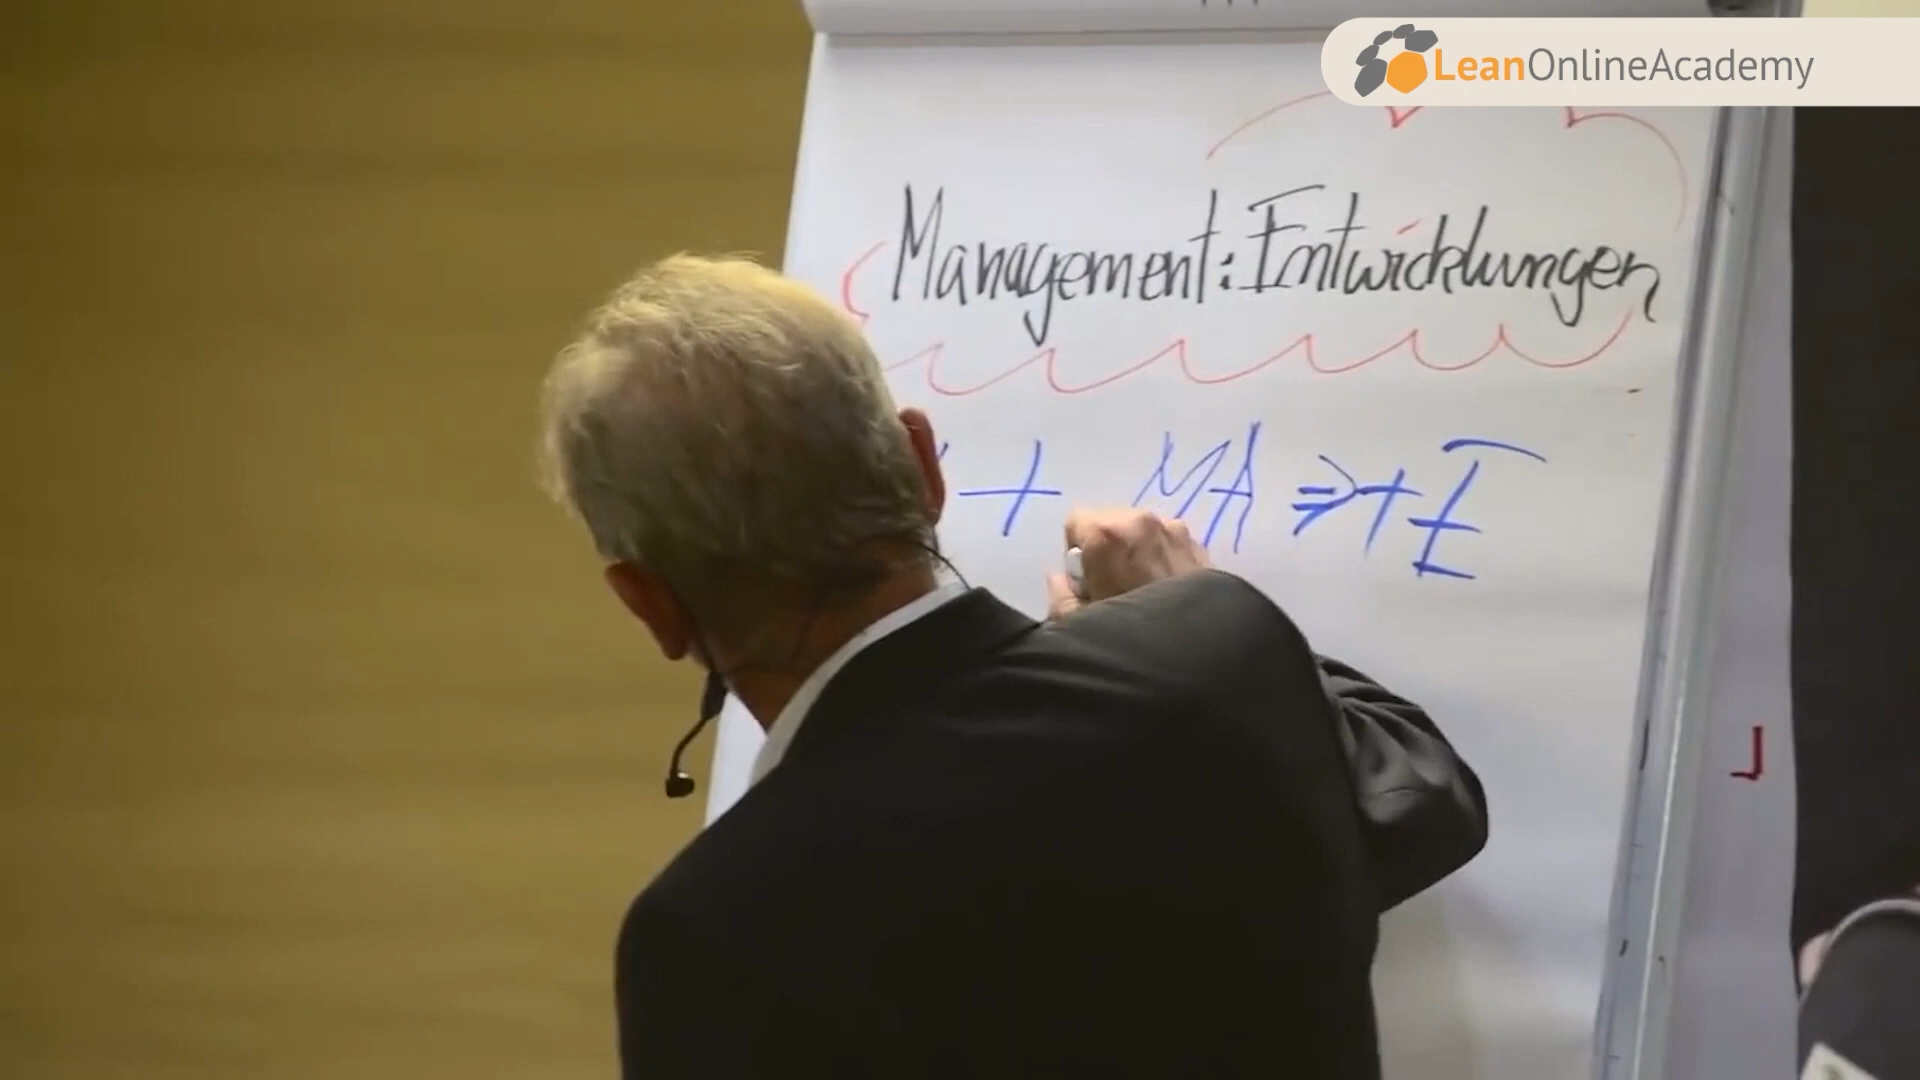 LeanOnlineAcademy
Management: Entwicklungen
+ MA ⇒ + E